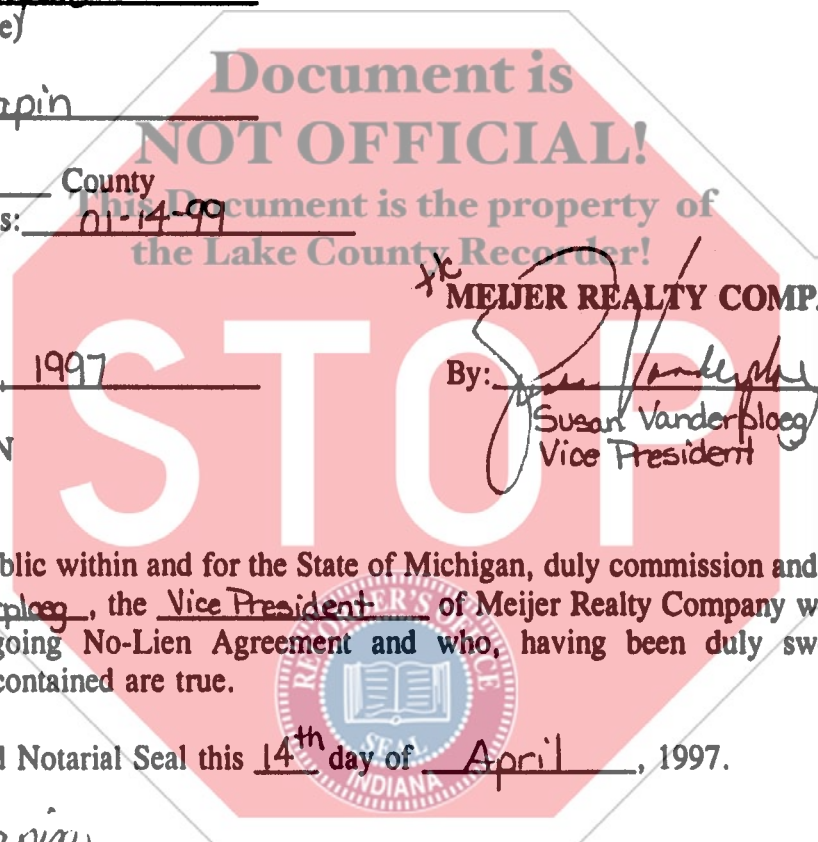 e)
Document is
apin
NOT OFFICIAL!
County
This Document is the property of
s: 01-14-99
the Lake County Recorder!
MEIJER REALTY COMP
STOP
1997
By:
Susan Vanderploeg
N
Vice President
blic within and for the State of Michigan, duly commission and
ploeg, the Vice President of Meijer Realty Company w
going No-Lien Agreement and who, having been duly sw
contained are true.
RECORDER'S OFFICE
SEAL
INDIANA
d Notarial Seal this 14th day of April, 1997.